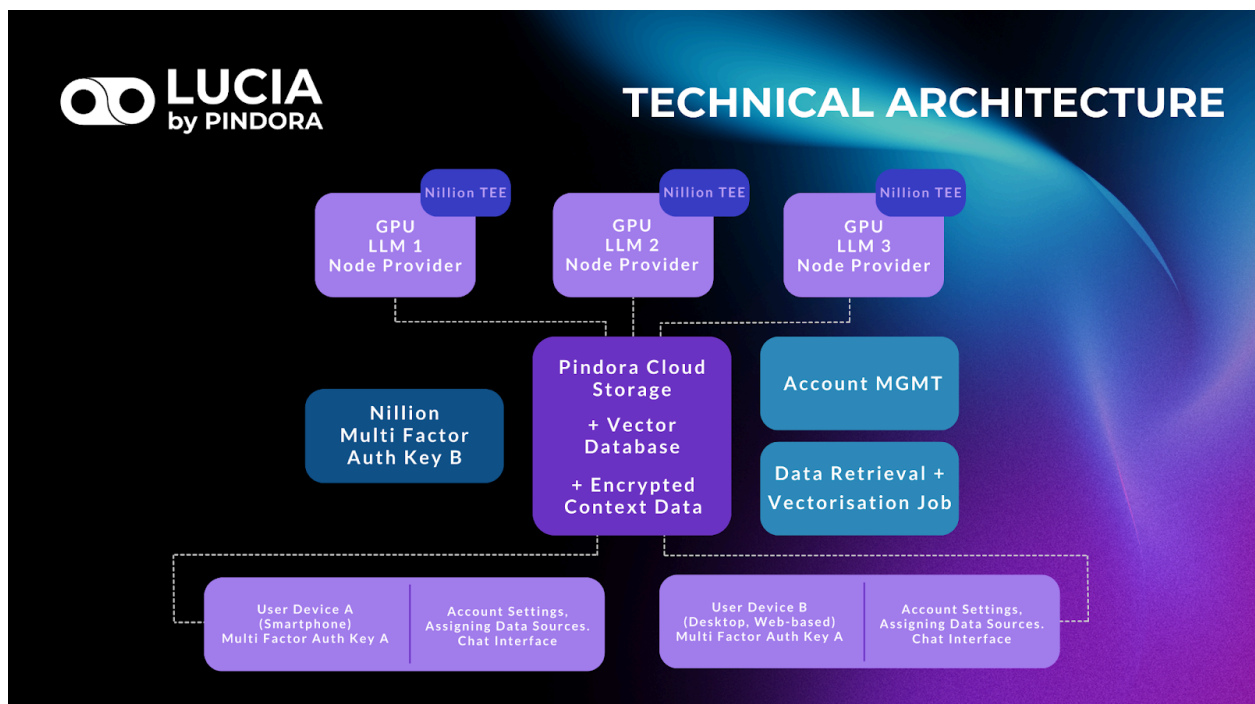 LUCIA
by PINDORA
TECHNICAL ARCHITECTURE
Nillion TEE
GPU
LLM 1
Node Provider
Nillion TEE
GPU
LLM 2
Node Provider
Nillion TEE
GPU
LLM 3
Node Provider
Nillion
Multi Factor
Auth Key B
Pindora Cloud
Storage
+ Vector
Database
+ Encrypted
Context Data
Account MGMT
Data Retrieval +
Vectorisation Job
User Device A
(Smartphone)
Multi Factor Auth Key A
Account Settings,
Assigning Data Sources.
Chat Interface
User Device B
(Desktop, Web-based)
Multi Factor Auth Key A
Account Settings,
Assigning Data Sources.
Chat Interface